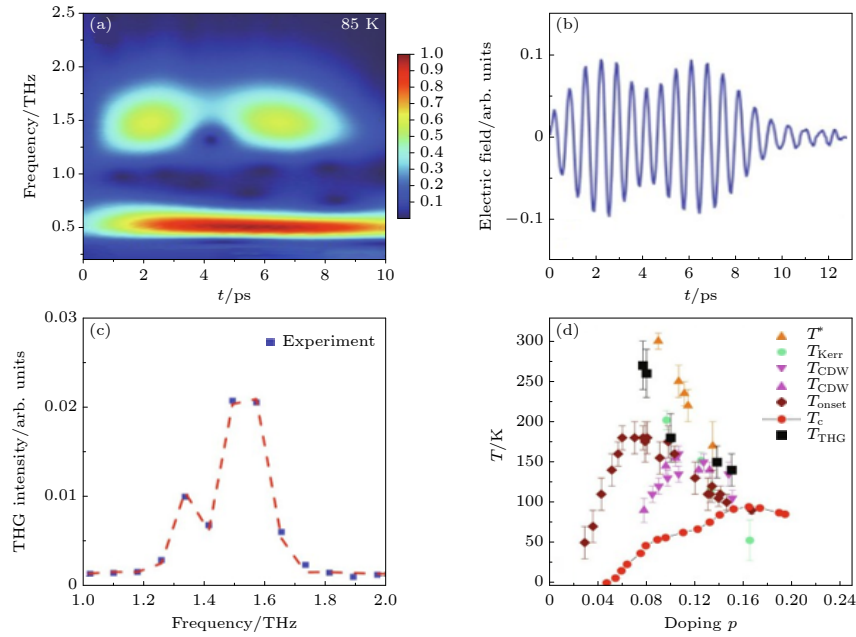 (a)
85 K
2.5
2.0
1.5
1.0
0.5
Frequency/THz
0
2
4
6
8
10
t/ps
1.0
0.9
0.8
0.7
0.6
0.5
0.4
0.3
0.2
0.1
(b)
0.1
0
-0.1
Electric field/arb. units
0
2
4
6
8
10
12
t/ps
(c)
Experiment
0.03
0.02
0.01
0
THG intensity/arb. units
1.0
1.2
1.4
1.6
1.8
2.0
Frequency/THz
(d)
T*
TKerr
TCDW
TCDW
Tonset
Tc
TTHG
300
250
200
150
100
50
0
T/K
0
0.04
0.08
0.12
0.16
0.20
0.24
Doping p